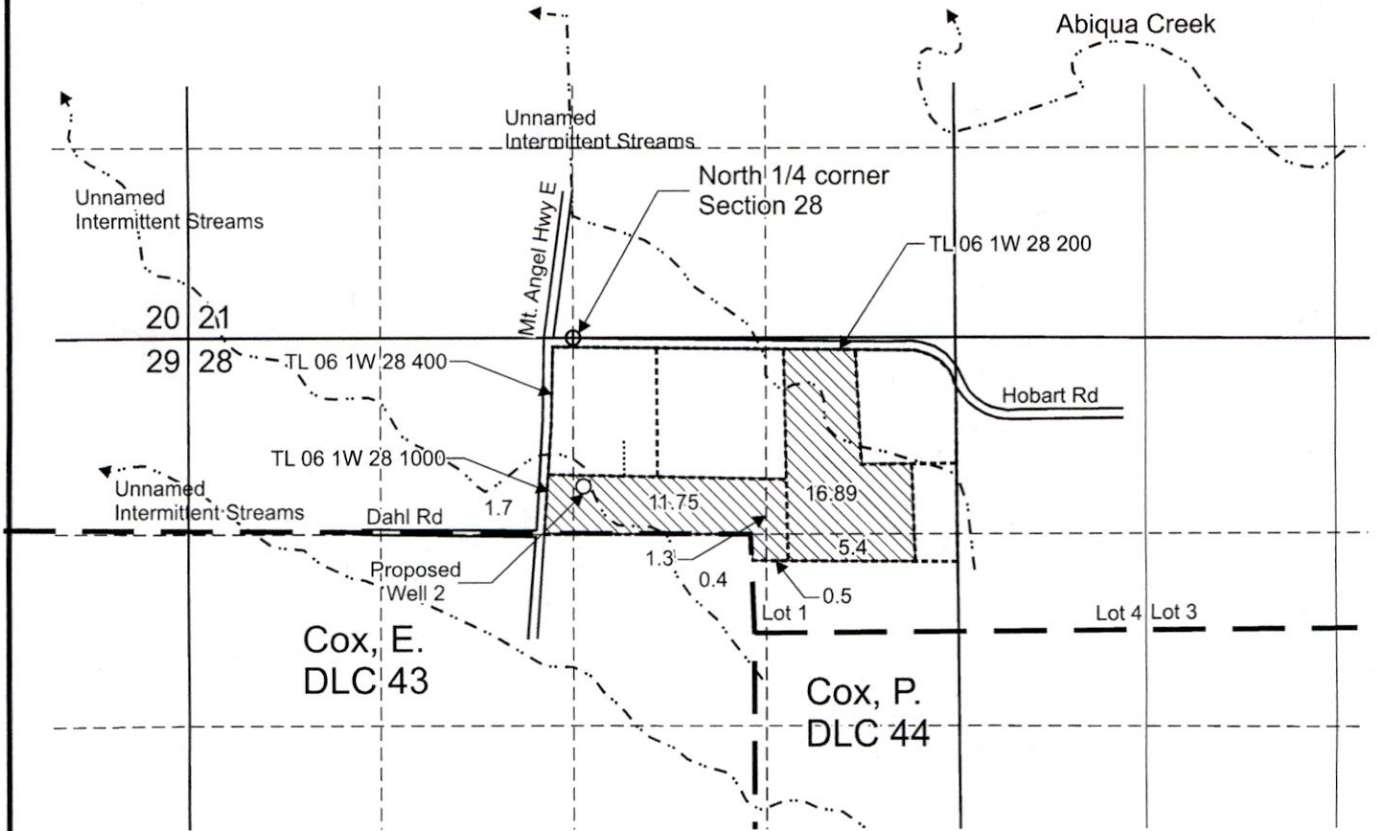 Abiqua Creek
Unnamed
Intermittent Streams
North 1/4 corner
Section 28
Unnamed
Intermittent Streams
Mt. Angel Hwy E
TL 06 1W 28 200
20 21
29 28
TL 06 1W 28 400
Hobart Rd
TL 06 1W 28 1000
Unnamed
Intermittent Streams
1.7
11.75
16.89
Dahl Rd
5.4
1.3
0.4
Proposed
Well 2
0.5
Lot 1
Lot 4 Lot 3
Cox, E.
DLC 43
Cox, P.
DLC 44